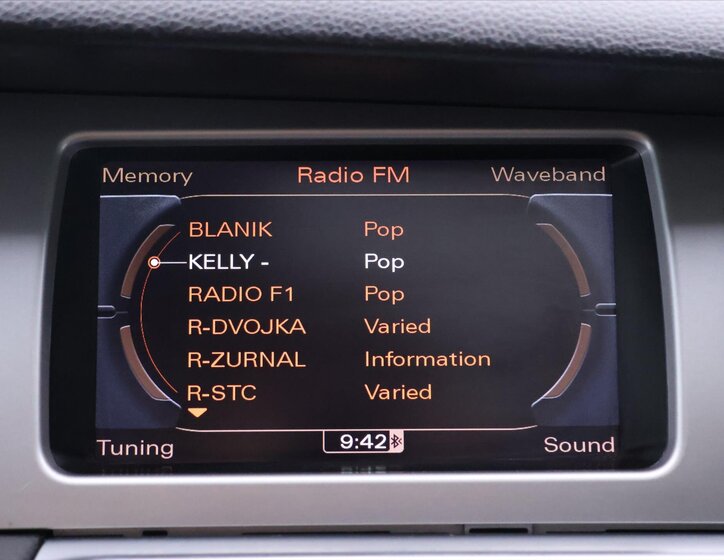 Memory Radio FM Waveband
BLANIK Pop
KELLY - Pop
RADIO F1 Pop
R-DVOJKA Varied
R-ZURNAL Information
R-STC Varied
Tuning 9:42 Sound